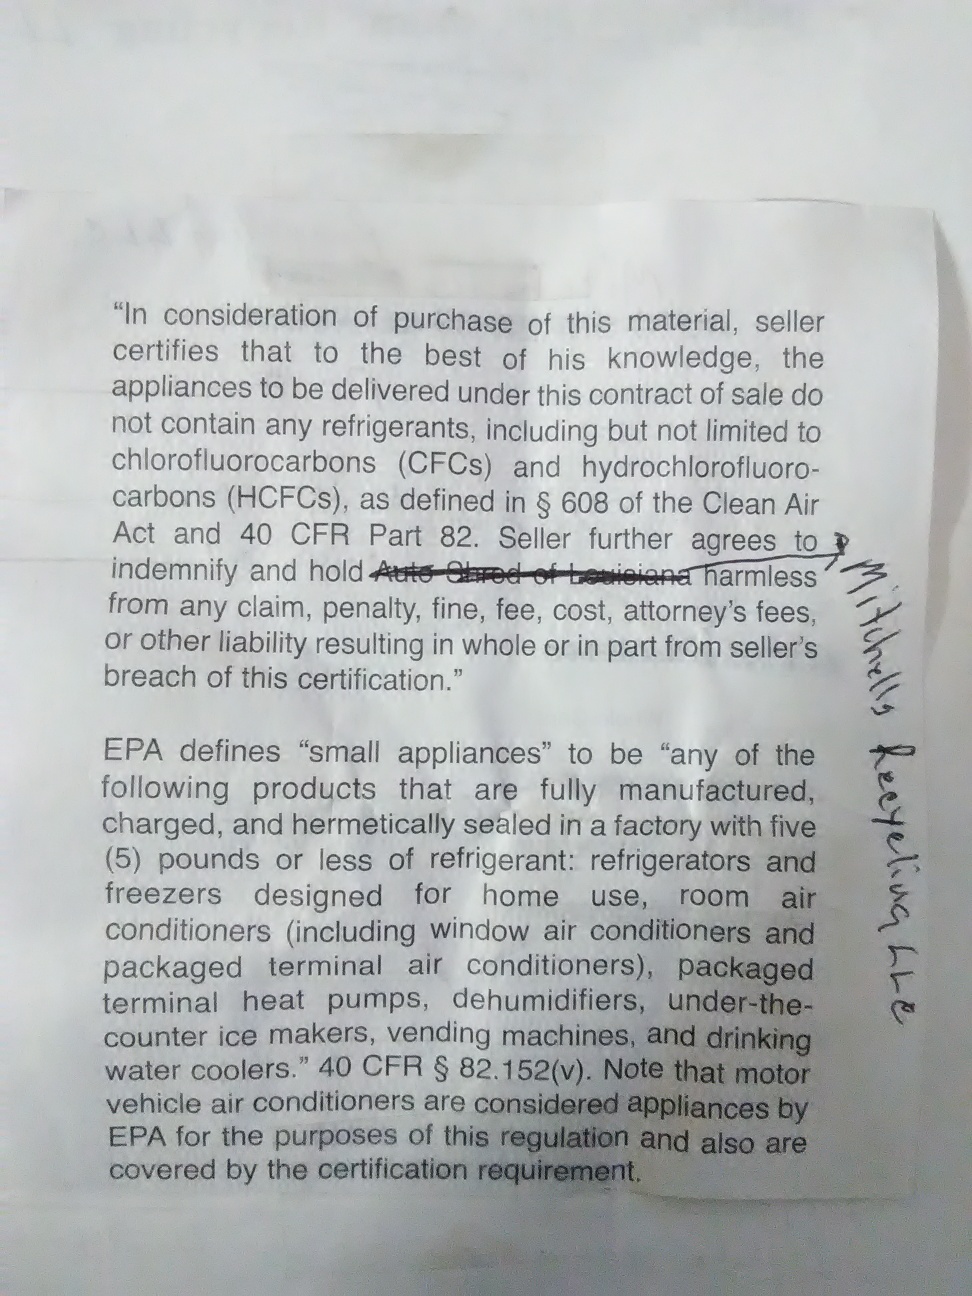 “In consideration of purchase of this material, seller
certifies that to the best of his knowledge, the
appliances to be delivered under this contract of sale do
not contain any refrigerants, including but not limited to
chlorofluorocarbons (CFCs) and hydrochlorofluoro-
carbons (HCFCs), as defined in § 608 of the Clean Air
Act and 40 CFR Part 82. Seller further agrees to
indemnify and hold Auto Shred of Louisiana harmless
from any claim, penalty, fine, fee, cost, attorney’s fees,
or other liability resulting in whole or in part from seller’s
breach of this certification.”
EPA defines “small appliances” to be “any of the
following products that are fully manufactured,
charged, and hermetically sealed in a factory with five
(5) pounds or less of refrigerant: refrigerators and
freezers designed for home use, room air
conditioners (including window air conditioners and
packaged terminal air conditioners), packaged
terminal heat pumps, dehumidifiers, under-the-
counter ice makers, vending machines, and drinking
water coolers.” 40 CFR § 82.152(v). Note that motor
vehicle air conditioners are considered appliances by
EPA for the purposes of this regulation and also are
covered by the certification requirement.
Mitchells Recycling LLC